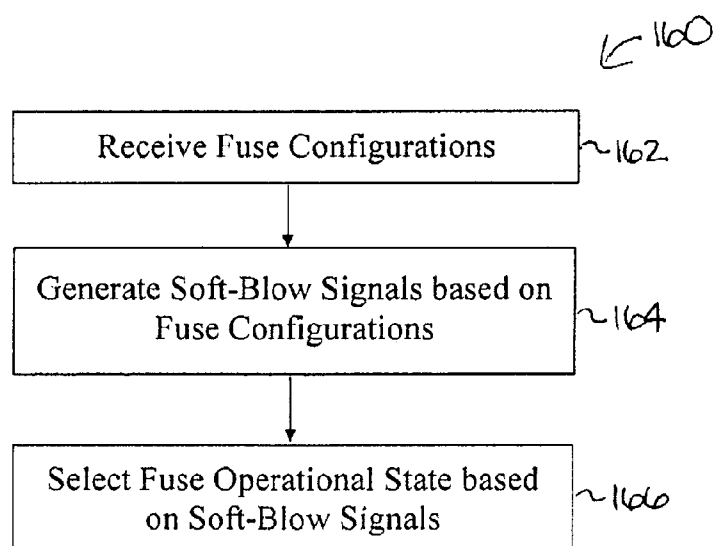 160
Receive Fuse Configurations
~162
Generate Soft-Blow Signals based on
Fuse Configurations
~164
Select Fuse Operational State based
on Soft-Blow Signals
~166